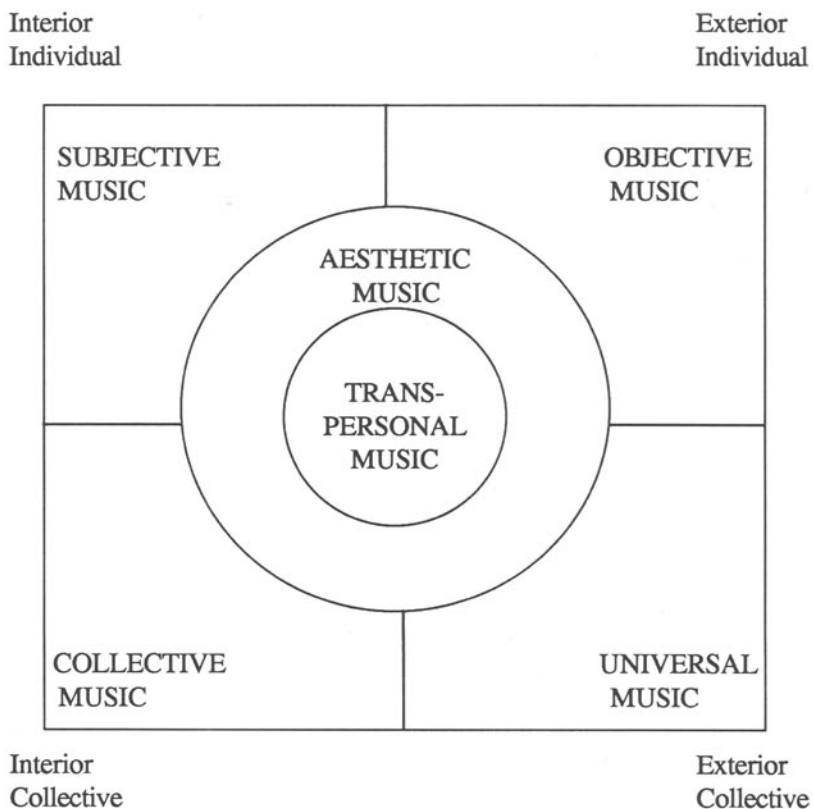 Interior
Individual
Exterior
Individual
SUBJECTIVE
MUSIC
OBJECTIVE
MUSIC
AESTHETIC
MUSIC
TRANS-
PERSONAL
MUSIC
COLLECTIVE
MUSIC
UNIVERSAL
MUSIC
Interior
Collective
Exterior
Collective